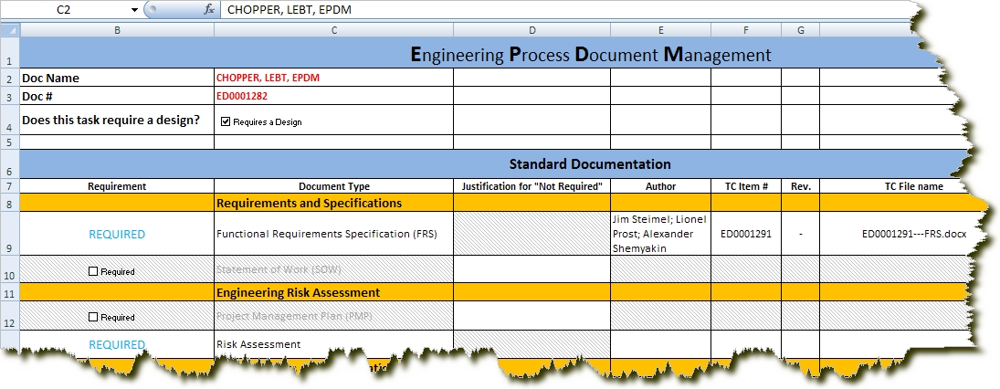 C2 fx CHOPPER, LEBT, EPDM
B C D E F G
1 Engineering Process Document Management
2 Doc Name CHOPPER, LEBT, EPDM
3 Doc # ED0001282
4 Does this task require a design? Requires a Design
5
6 Standard Documentation
7 Requirement Document Type Justification for "Not Required" Author TC Item # Rev. TC File name
8 Requirements and Specifications
Jim Steimel; Lionel
9 REQUIRED Functional Requirements Specification (FRS) Prost; Alexander ED0001291 - ED0001291---FRS.docx
Shemyakin
10 Required Statement of Work (SOW)
11 Engineering Risk Assessment
12 Required Project Management Plan (PMP)
REQUIRED Risk Assessment